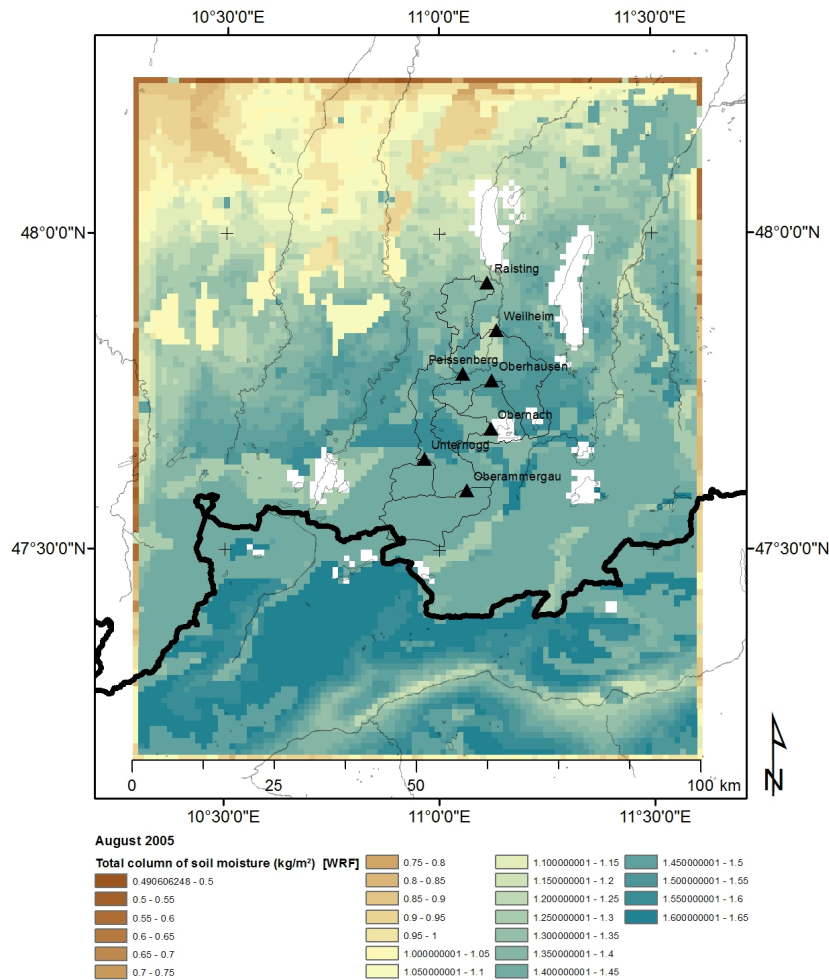 10°30'0"E 11°0'0"E 11°30'0"E
48°0'0"N 48°0'0"N
Raisting
Weilheim
Peissenberg
Oberhausen
Obernach
Unternogg
Oberammergau
47°30'0"N 47°30'0"N
0 25 50 100 km
N
10°30'0"E 11°0'0"E 11°30'0"E
August 2005
Total column of soil moisture (kg/m²) [WRF]
0.490606248 - 0.5
0.5 - 0.55
0.55 - 0.6
0.6 - 0.65
0.65 - 0.7
0.7 - 0.75
0.75 - 0.8
0.8 - 0.85
0.85 - 0.9
0.9 - 0.95
0.95 - 1
1.000000001 - 1.05
1.050000001 - 1.1
1.100000001 - 1.15
1.150000001 - 1.2
1.200000001 - 1.25
1.250000001 - 1.3
1.300000001 - 1.35
1.350000001 - 1.4
1.400000001 - 1.45
1.450000001 - 1.5
1.500000001 - 1.55
1.550000001 - 1.6
1.600000001 - 1.65